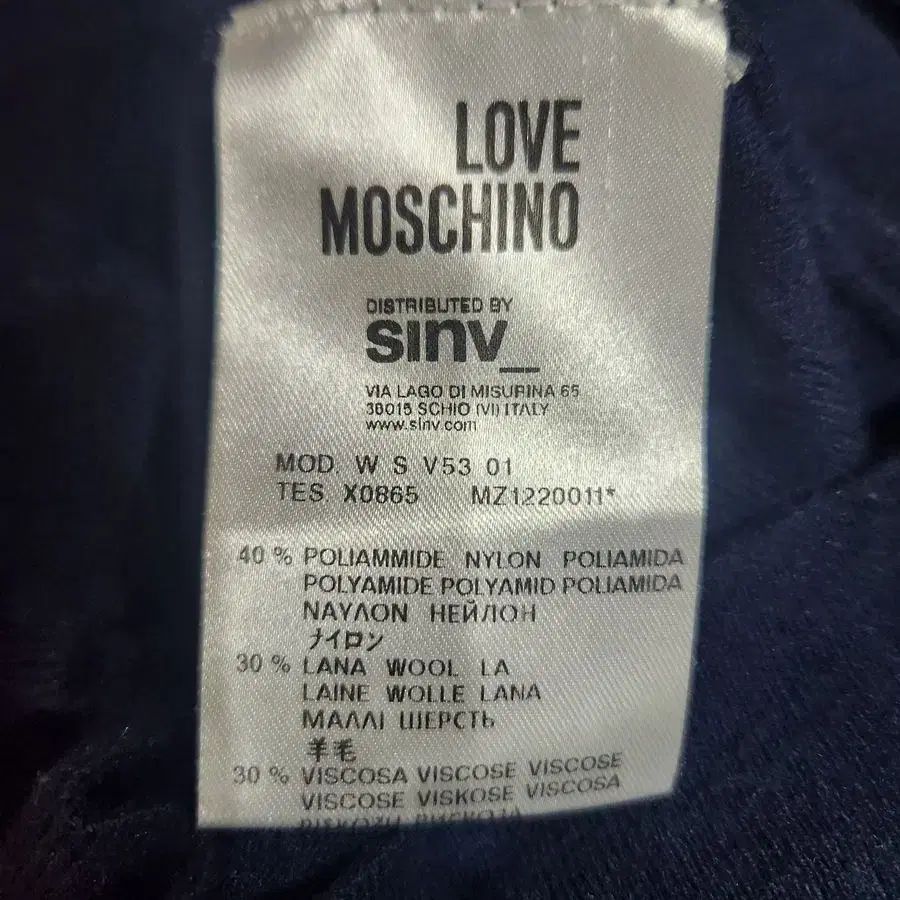 LOVE
MOSCHINO
DISTRIBUTED BY
sinv_
VIA LAGO DI MISURINA 65
36015 SCHIO (VI) ITALY
www.sinv.com
MOD. W S V53 01
TES X0865 MZ1220011*
40 % POLIAMMIDE NYLON POLIAMIDA
POLYAMIDE POLYAMID POLIAMIDA
ΝΑΥΛΟΝ НЕЙЛОН
ナイロン
30 % LANA WOOL LA
LAINE WOLLE LANA
ΜΑΛΛΙ ШЕРСТЬ
羊毛
30 % VISCOSA VISCOSE VISCOSE
VISCOSE VISKOSE VISCOSA